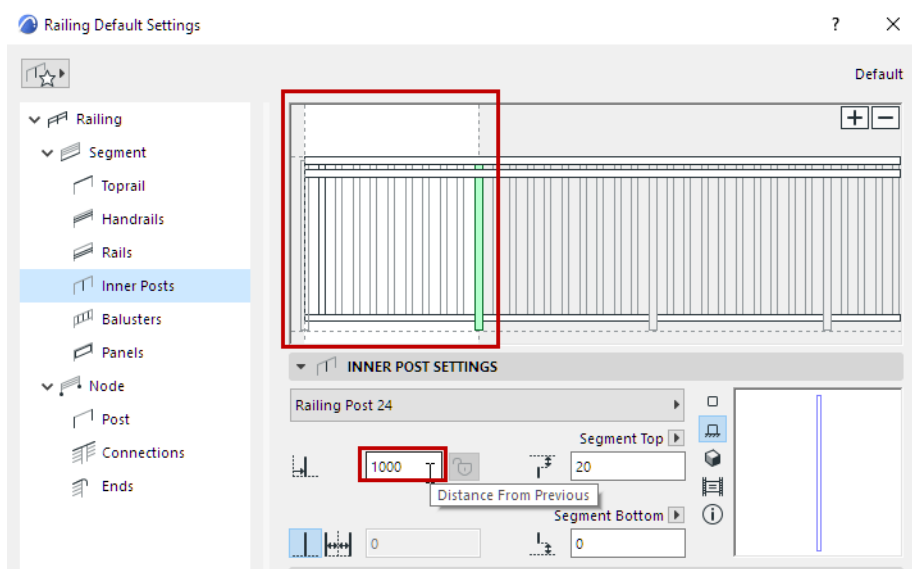 Railing Default Settings
?
Default
Railing
Segment
Toprail
Handrails
Rails
Inner Posts
Balusters
Panels
Node
Post
Connections
Ends
INNER POST SETTINGS
Railing Post 24
Segment Top
1000
20
Distance From Previous
Segment Bottom
0
0